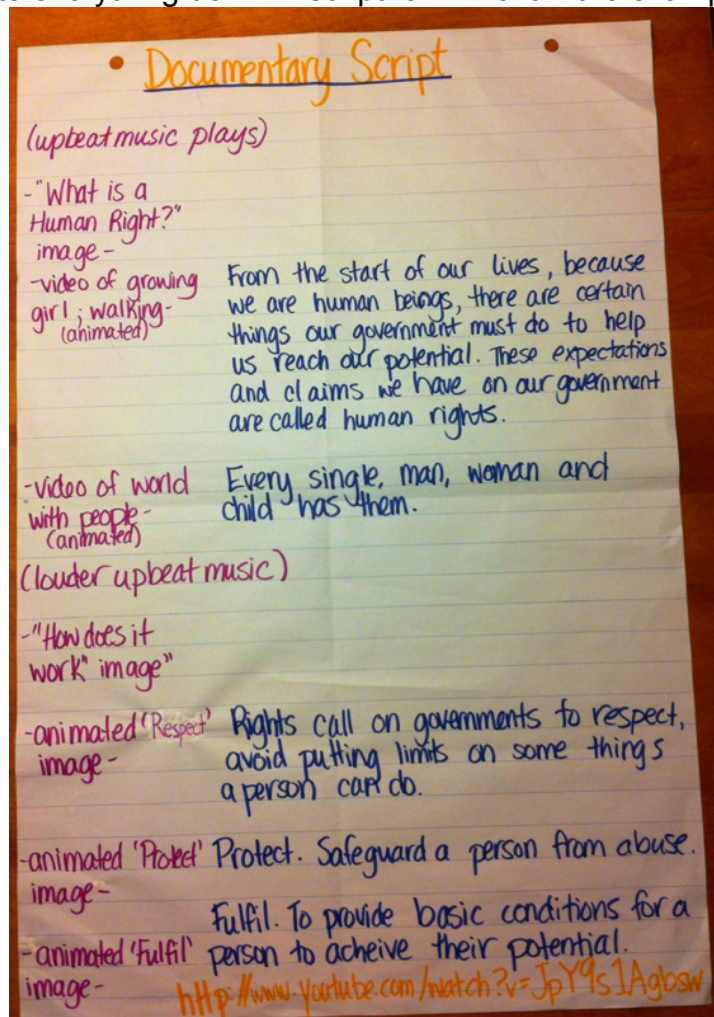 Documentary Script
(upbeat music plays)
-"What is a
Human Right?"
image-
-video of growing
girl; walking-
(animated)
From the start of our lives, because
we are human beings, there are certain
things our government must do to help
us reach our potential. These expectations
and claims we have on our government
are called human rights.
-video of world
with people-
(animated)
Every single, man, woman and
child has them.
(louder upbeat music)
-"How does it
work" image"
-animated 'Respect'
image-
Rights call on governments to respect,
avoid putting limits on some things
a person can do.
-animated 'Protect'
image-
Protect. Safeguard a person from abuse.
-animated 'Fulfil'
image-
Fulfil. To provide basic conditions for a
person to acheive their potential.
http://www.youtube.com/watch?v=JpY9s1Agbsw